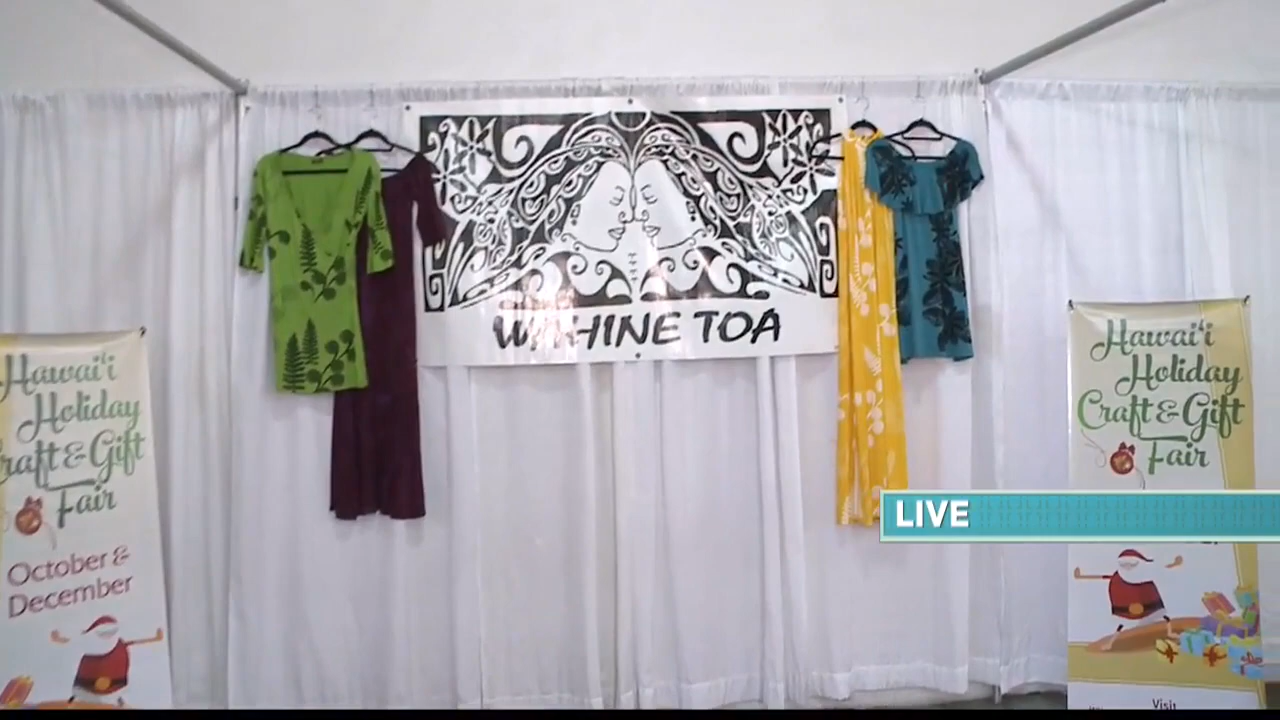 WAHINE TOA
Hawai'i
Holiday
Craft & Gift
Fair
October &
December
Hawai'i
Holiday
Craft & Gift
Fair
LIVE
Visit